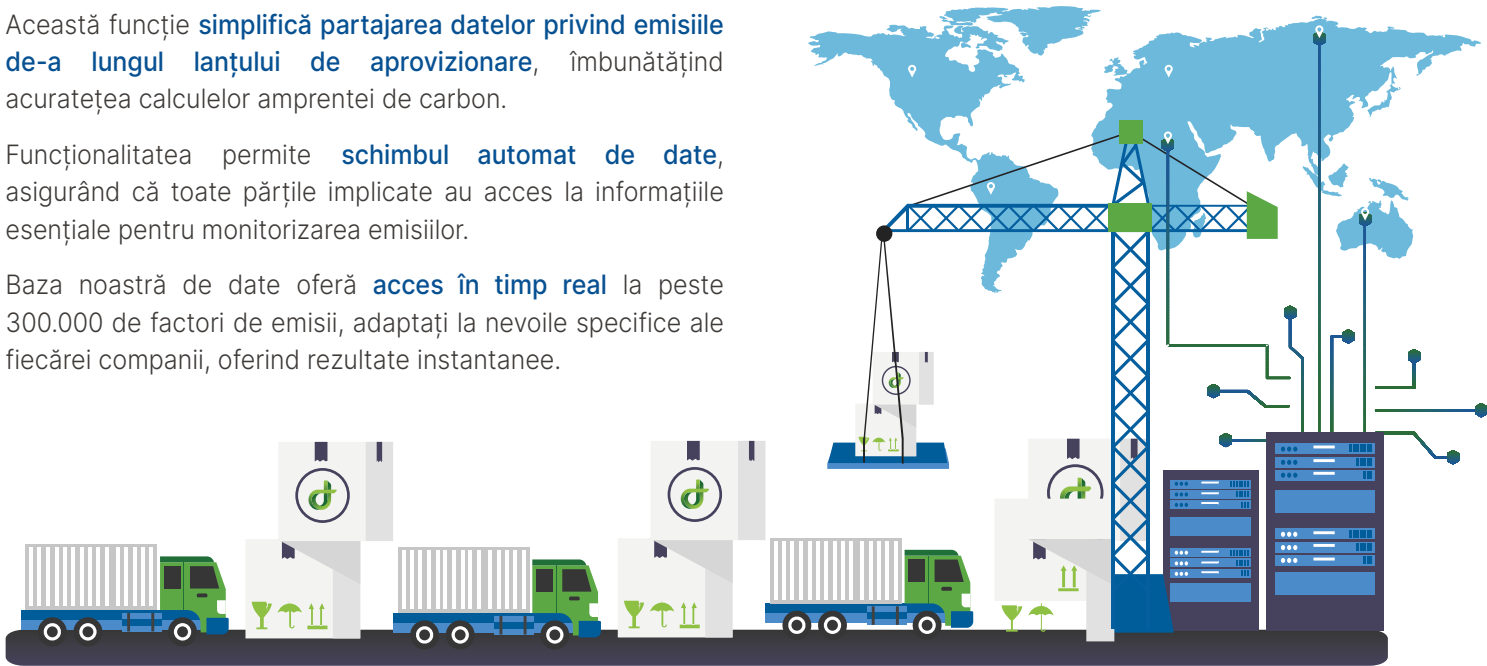 Această funcție simplifică partajarea datelor privind emisiile
de-a lungul lanțului de aprovizionare, îmbunătățind
acuratețea calculelor amprentei de carbon.
Funcționalitatea permite schimbul automat de date,
asigurând că toate părțile implicate au acces la informațiile
esențiale pentru monitorizarea emisiilor.
Baza noastră de date oferă acces în timp real la peste
300.000 de factori de emisii, adaptați la nevoile specifice ale
fiecărei companii, oferind rezultate instantanee.